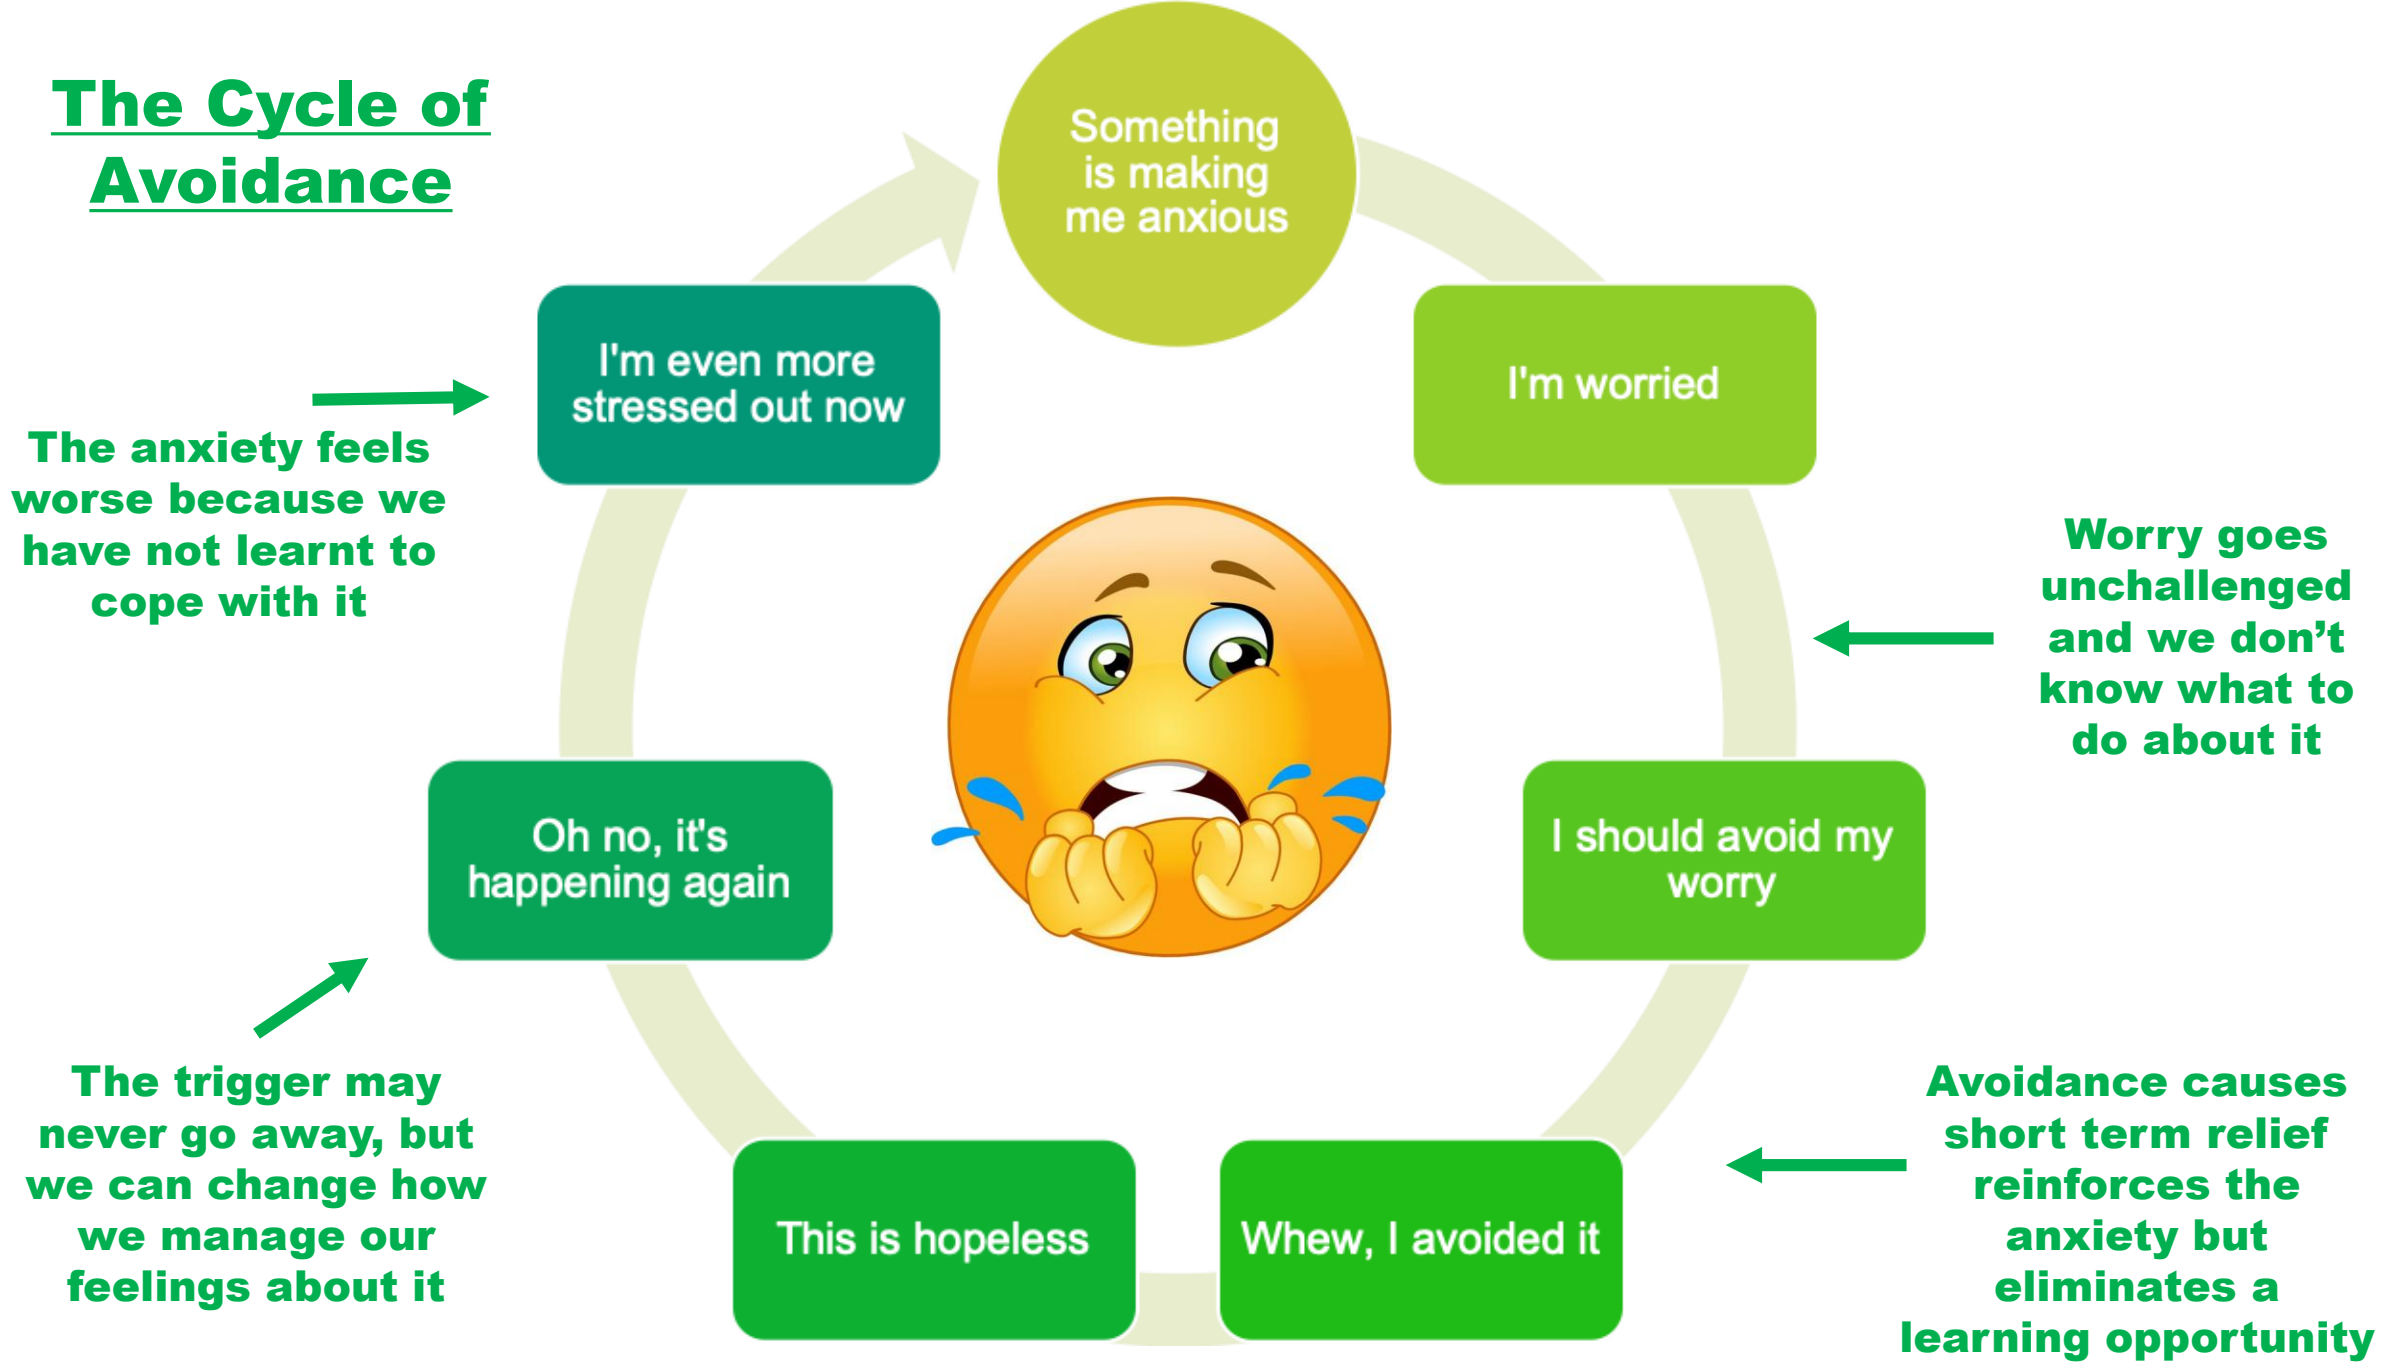 The Cycle of
Avoidance
Something
is making
me anxious
I'm worried
Worry goes
unchallenged
and we don’t
know what to
do about it
I should avoid my
worry
Avoidance causes
short term relief
reinforces the
anxiety but
eliminates a
learning opportunity
Whew, I avoided it
This is hopeless
The trigger may
never go away, but
we can change how
we manage our
feelings about it
Oh no, it's
happening again
The anxiety feels
worse because we
have not learnt to
cope with it
I'm even more
stressed out now